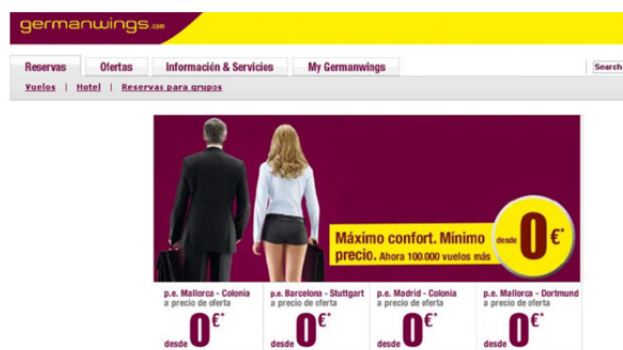 germanwings.com
Reservas Ofertas Información & Servicios My Germanwings Search
Vuelos | Hotel | Reservas para grupos
Máximo confort. Mínimo
precio. Ahora 100.000 vuelos más
desde 0€*
p.e. Mallorca - Colonia
a precio de oferta
desde 0€*
p.e. Barcelona - Stuttgart
a precio de oferta
desde 0€*
p.e. Madrid - Colonia
a precio de oferta
desde 0€*
p.e. Mallorca - Dortmund
a precio de oferta
desde 0€*